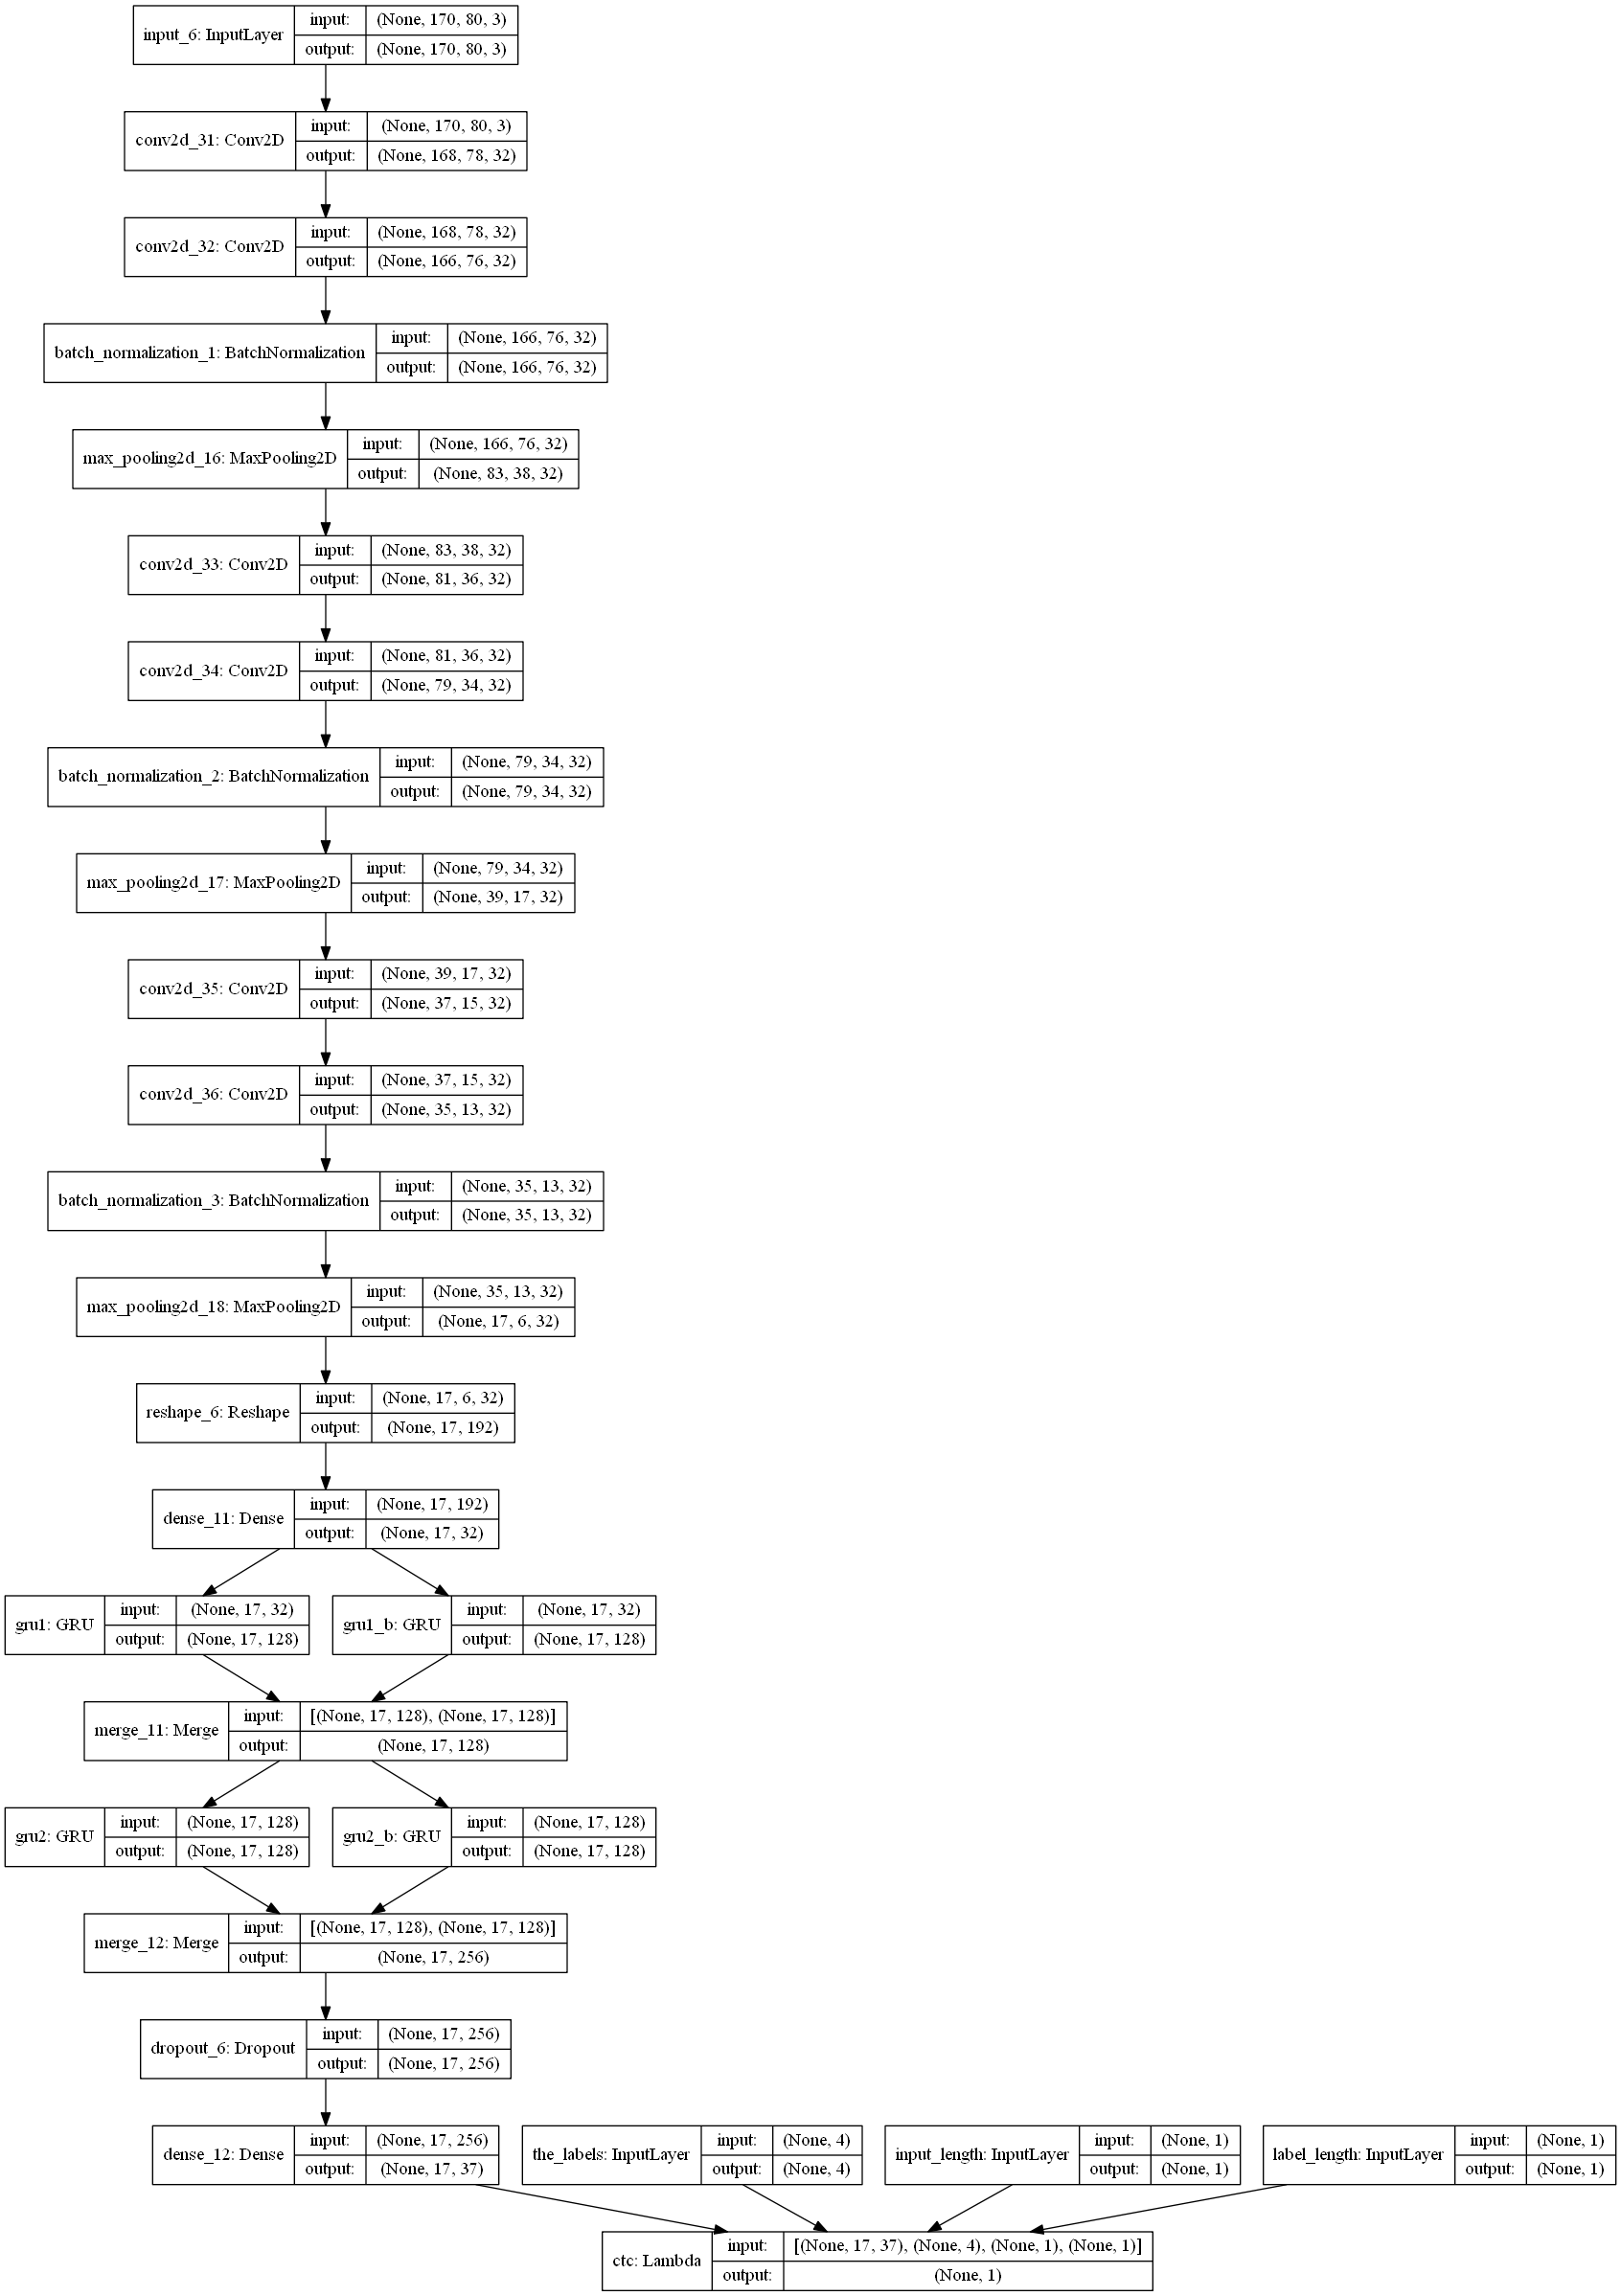 input_6: InputLayer input: (None, 170, 80, 3)
output: (None, 170, 80, 3)
conv2d_31: Conv2D input: (None, 170, 80, 3)
output: (None, 168, 78, 32)
conv2d_32: Conv2D input: (None, 168, 78, 32)
output: (None, 166, 76, 32)
batch_normalization_1: BatchNormalization input: (None, 166, 76, 32)
output: (None, 166, 76, 32)
max_pooling2d_16: MaxPooling2D input: (None, 166, 76, 32)
output: (None, 83, 38, 32)
conv2d_33: Conv2D input: (None, 83, 38, 32)
output: (None, 81, 36, 32)
conv2d_34: Conv2D input: (None, 81, 36, 32)
output: (None, 79, 34, 32)
batch_normalization_2: BatchNormalization input: (None, 79, 34, 32)
output: (None, 79, 34, 32)
max_pooling2d_17: MaxPooling2D input: (None, 79, 34, 32)
output: (None, 39, 17, 32)
conv2d_35: Conv2D input: (None, 39, 17, 32)
output: (None, 37, 15, 32)
conv2d_36: Conv2D input: (None, 37, 15, 32)
output: (None, 35, 13, 32)
batch_normalization_3: BatchNormalization input: (None, 35, 13, 32)
output: (None, 35, 13, 32)
max_pooling2d_18: MaxPooling2D input: (None, 35, 13, 32)
output: (None, 17, 6, 32)
reshape_6: Reshape input: (None, 17, 6, 32)
output: (None, 17, 192)
dense_11: Dense input: (None, 17, 192)
output: (None, 17, 32)
gru1: GRU input: (None, 17, 32)
output: (None, 17, 128)
gru1_b: GRU input: (None, 17, 32)
output: (None, 17, 128)
merge_11: Merge input: [(None, 17, 128), (None, 17, 128)]
output: (None, 17, 128)
gru2: GRU input: (None, 17, 128)
output: (None, 17, 128)
gru2_b: GRU input: (None, 17, 128)
output: (None, 17, 128)
merge_12: Merge input: [(None, 17, 128), (None, 17, 128)]
output: (None, 17, 256)
dropout_6: Dropout input: (None, 17, 256)
output: (None, 17, 256)
dense_12: Dense input: (None, 17, 256)
output: (None, 17, 37)
the_labels: InputLayer input: (None, 4)
output: (None, 4)
input_length: InputLayer input: (None, 1)
output: (None, 1)
label_length: InputLayer input: (None, 1)
output: (None, 1)
ctc: Lambda input: [(None, 17, 37), (None, 4), (None, 1), (None, 1)]
output: (None, 1)